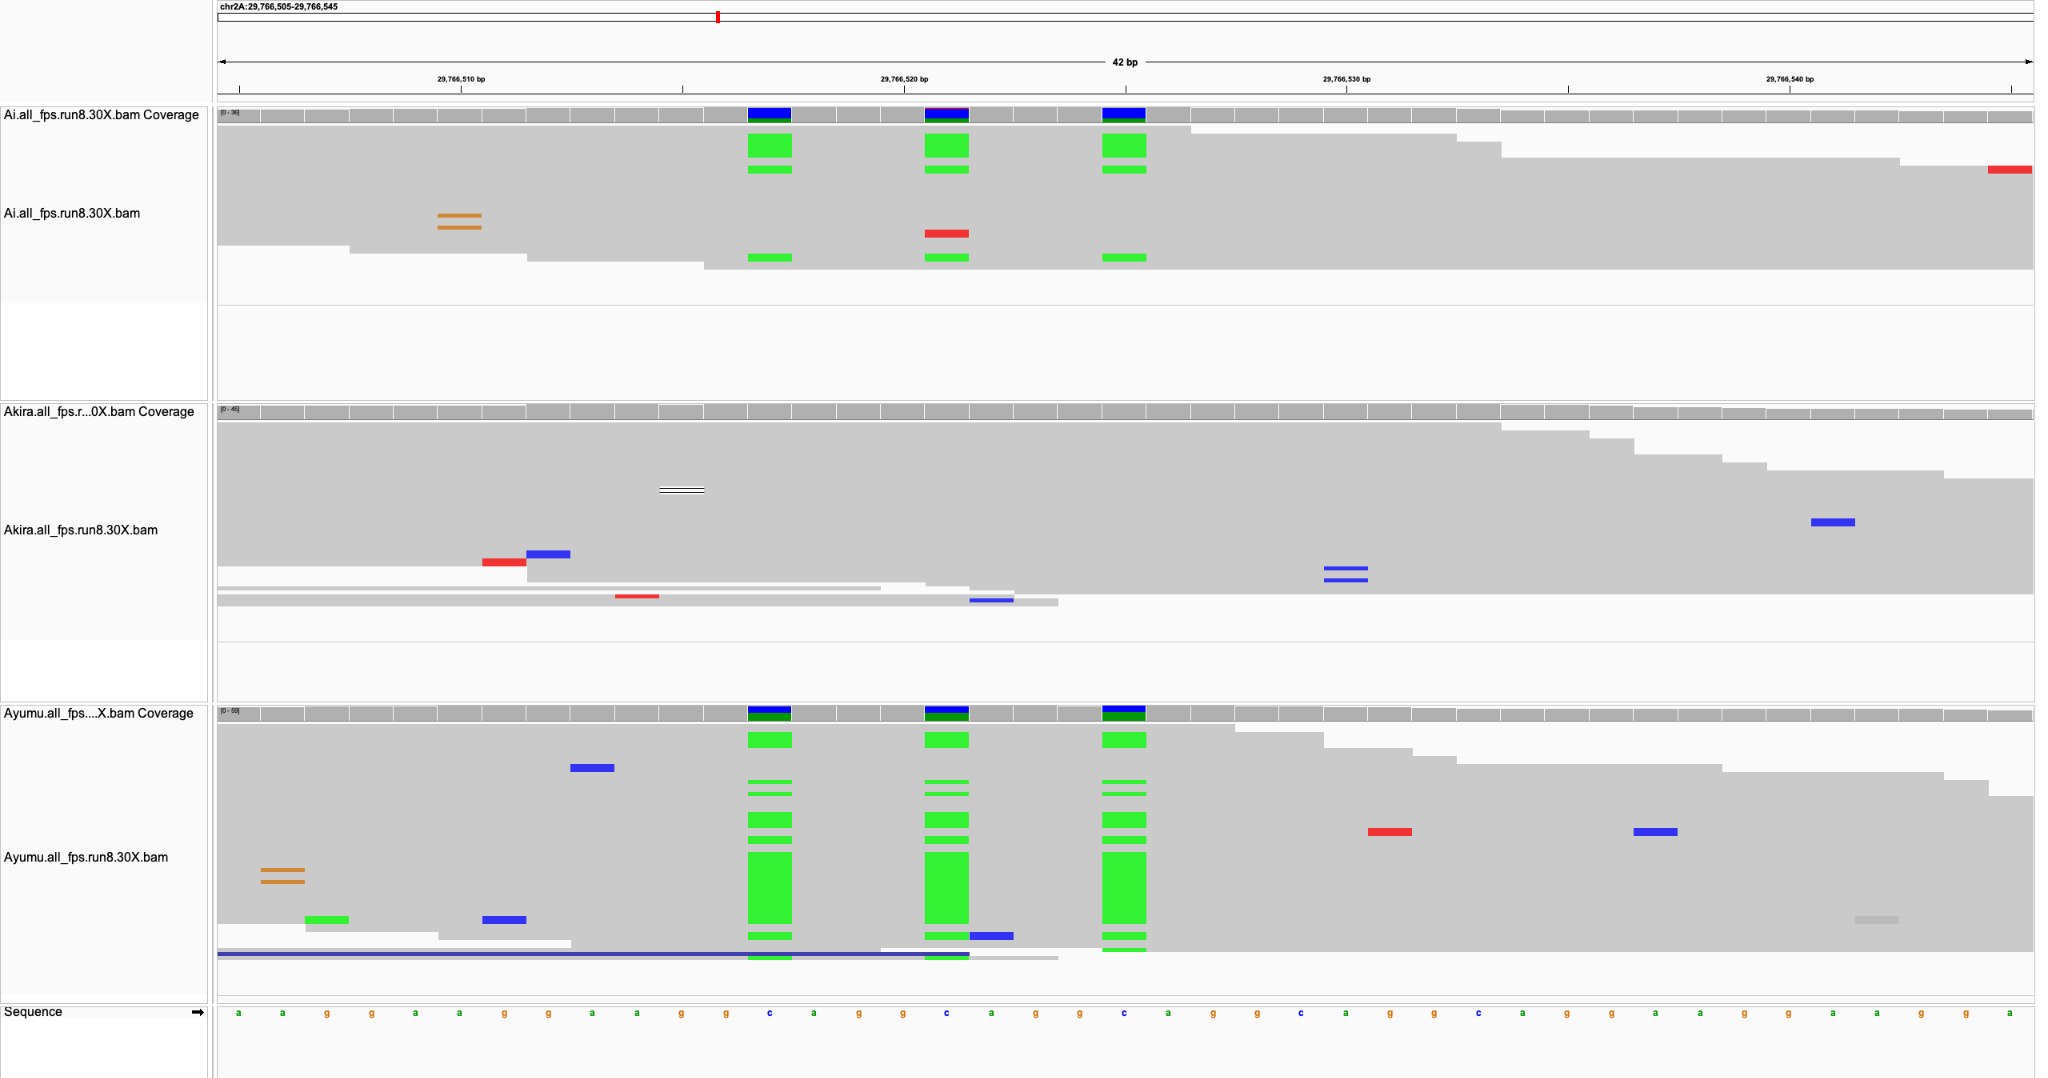 chr2A:29,766,505-29,766,545
42 bp
29,766,510 bp 29,766,520 bp 29,766,530 bp 29,766,540 bp
Ai.all_fps.run8.30X.bam Coverage
[0 - 36]
Ai.all_fps.run8.30X.bam
Akira.all_fps.r...0X.bam Coverage
[0 - 45]
Akira.all_fps.run8.30X.bam
Ayumu.all_fps....X.bam Coverage
[0 - 59]
Ayumu.all_fps.run8.30X.bam
Sequence a a g g a a g g a a g g c a g g c a g g c a g g c a g g c a g g a a g g a a g g a